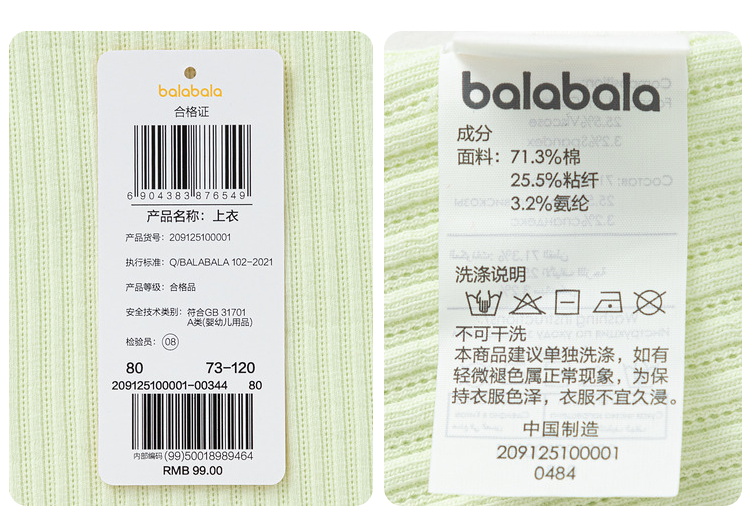 balabala
合格证
6 904383 876549
产品名称：上衣
产品货号：209125100001
执行标准：Q/BALABALA 102-2021
产品等级：合格品
安全技术类别：符合GB 31701
A类(婴幼儿用品)
检验员：08
80 73-120
209125100001-00344 80
内部编码 (99)50018989464
RMB 99.00
balabala
成分
面料：71.3%棉
25.5%粘纤
3.2%氨纶
洗涤说明
不可干洗
本商品建议单独洗涤，如有
轻微褪色属正常现象，为保
持衣服色泽，衣服不宜久浸。
中国制造
209125100001
0484